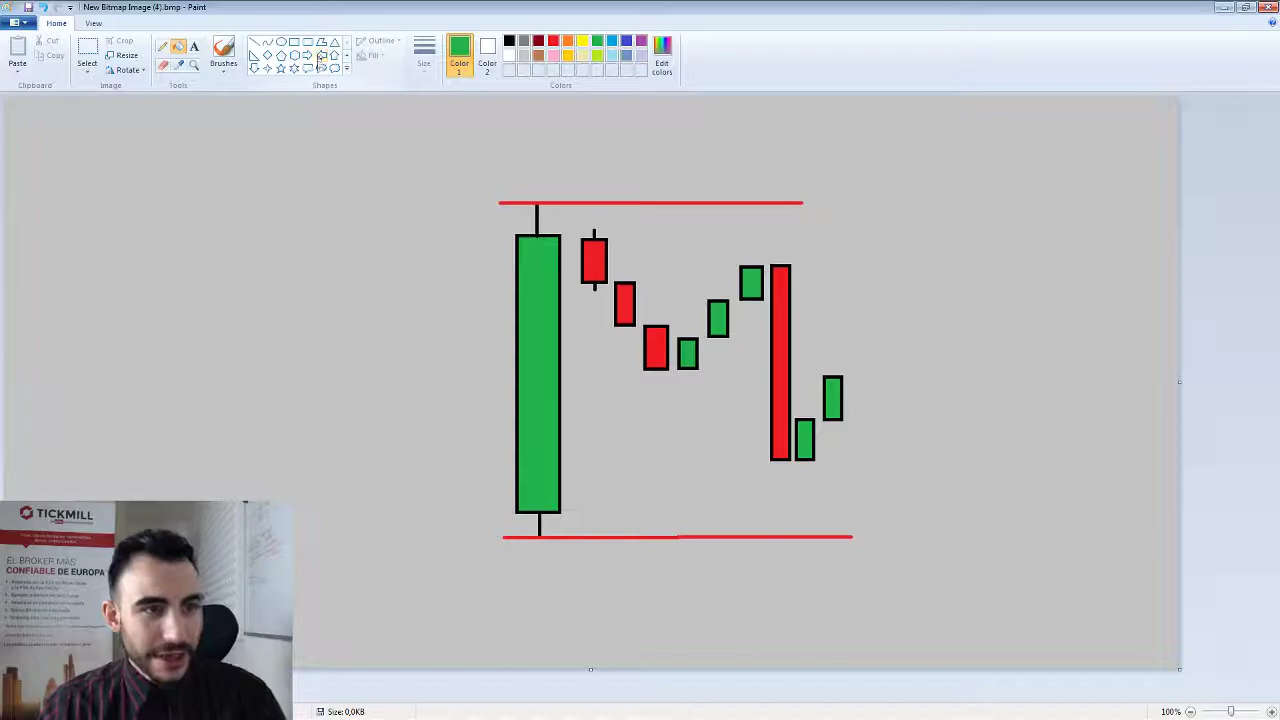 New Bitmap Image (4).bmp - Paint
Home
View
Paste
Cut
Copy
Clipboard
Select
Crop
Resize
Rotate
Image
A
Tools
Brushes
Outline
Fill
Shapes
Size
Color
1
Color
2
Edit
colors
Colors
TICKMILL
EL BROKER MÁS
CONFIABLE DE EUROPA
Size: 0,0KB
100%